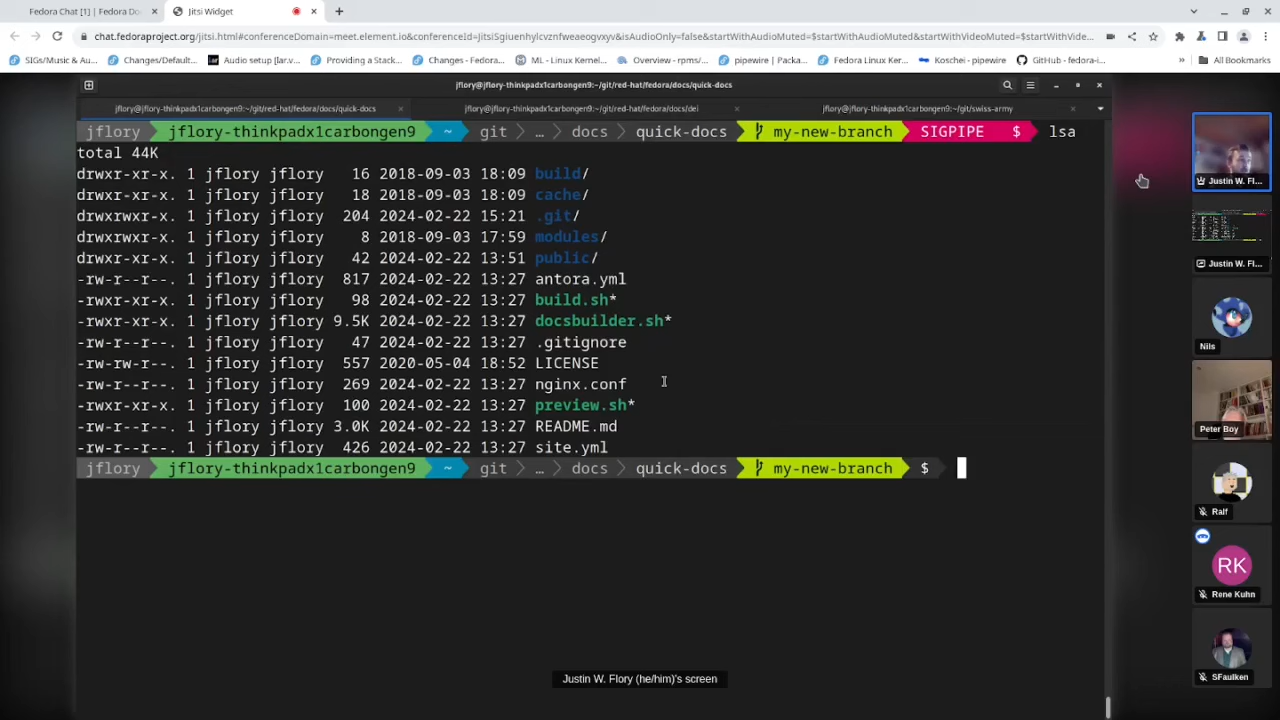 Fedora Chat [1] | Fedora Do
Jitsi Widget
chat.fedoraproject.org/jitsi.html#conferenceDomain=meet.element.io&conferenceId=jitsiSgiuenhylcvznfweaeogvxyv&isAudioOnly=false&startWithAudioMuted=$startWithAudioMuted&startWithVideoMuted=$startWithVide...
SIGs/Music & Au...
Changes/Default...
Audio setup [lar.v...
Providing a Stack...
Changes - Fedora...
ML - Linux Kernel...
Overview - rpms/...
pipewire | Packa...
Fedora Linux Ker...
Koschei - pipewire
GitHub - fedora-i...
All Bookmarks
jflory@jflory-thinkpadx1carbongen9:~/git/red-hat/fedora/docs/quick-docs
jflory@jflory-thinkpadx1carbongen9:~/git/red-hat/fedora/docs/quick-docs
jflory@jflory-thinkpadx1carbongen9:~/git/red-hat/fedora/docs/dei
jflory@jflory-thinkpadx1carbongen9:~/git/swiss-army
jflory jflory-thinkpadx1carbongen9 ~ git … docs quick-docs my-new-branch SIGPIPE $ lsa
total 44K
drwxr-xr-x. 1 jflory jflory 16 2018-09-03 18:09 build/
drwxr-xr-x. 1 jflory jflory 18 2018-09-03 18:09 cache/
drwxrwxr-x. 1 jflory jflory 204 2024-02-22 15:21 .git/
drwxrwxr-x. 1 jflory jflory 8 2018-09-03 17:59 modules/
drwxr-xr-x. 1 jflory jflory 42 2024-02-22 13:51 public/
-rw-r--r--. 1 jflory jflory 817 2024-02-22 13:27 antora.yml
-rwxr-xr-x. 1 jflory jflory 98 2024-02-22 13:27 build.sh*
-rwxr-xr-x. 1 jflory jflory 9.5K 2024-02-22 13:27 docsbuilder.sh*
-rw-r--r--. 1 jflory jflory 47 2024-02-22 13:27 .gitignore
-rw-rw-r--. 1 jflory jflory 557 2020-05-04 18:52 LICENSE
-rw-r--r--. 1 jflory jflory 269 2024-02-22 13:27 nginx.conf
-rwxr-xr-x. 1 jflory jflory 100 2024-02-22 13:27 preview.sh*
-rw-r--r--. 1 jflory jflory 3.0K 2024-02-22 13:27 README.md
-rw-r--r--. 1 jflory jflory 426 2024-02-22 13:27 site.yml
jflory jflory-thinkpadx1carbongen9 ~ git … docs quick-docs my-new-branch $
Justin W. Flory (he/him)'s screen
Justin W. Fl...
Justin W. Fl...
Nils
Peter Boy
Ralf
RK
Rene Kuhn
SFaulken